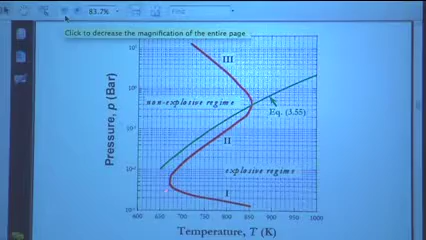 83.7%
Find
Click to decrease the magnification of the entire page
III
non-explosive regime
Eq. (3.55)
II
explosive regime
I
Pressure, p (Bar)
600 650 700 750 800 850 900 950 1000
Temperature, T (K)